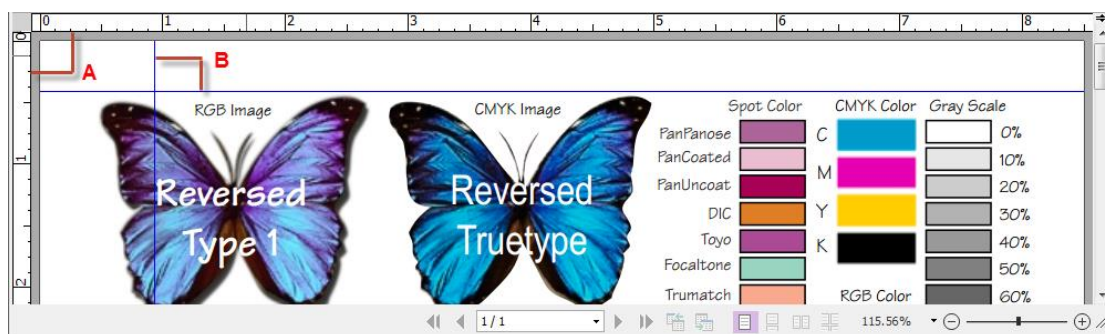 0 1 2 3 4 5 6 7 8
0
A
B
RGB Image
CMYK Image
Spot Color
CMYK Color
Gray Scale
PanPanose
C
0%
PanCoated
10%
M
PanUncoat
20%
Reversed
Reversed
DIC
Y
30%
1
Type 1
Truetype
Toyo
K
40%
Focaltone
50%
Trumatch
RGB Color
60%
2
1 / 1
115.56%